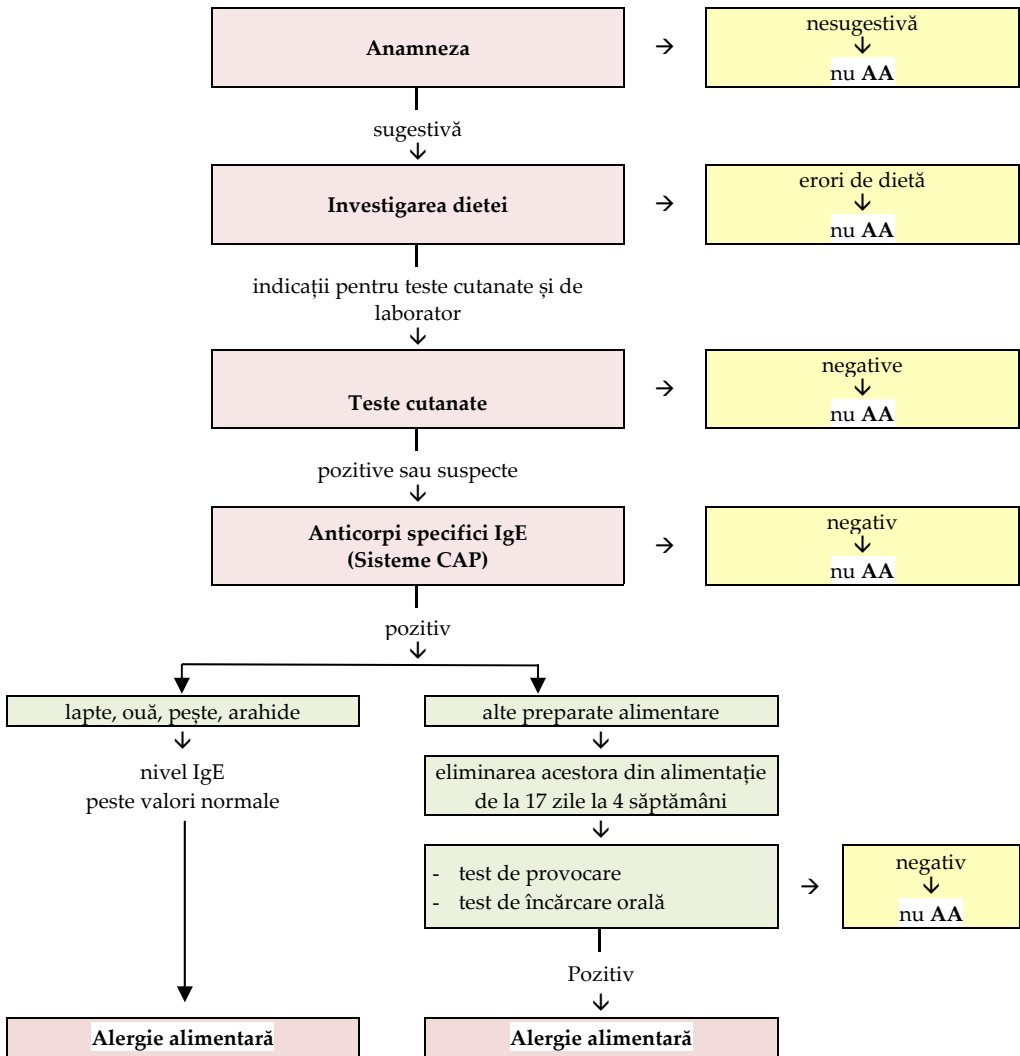 Anamneza
→
nesugestivă
↓
nu AA
sugestivă
↓
Investigarea dietei
→
erori de dietă
↓
nu AA
indicații pentru teste cutanate și de
laborator
↓
Teste cutanate
→
negative
↓
nu AA
pozitive sau suspecte
↓
Anticorpi specifici IgE
(Sisteme CAP)
→
negativ
↓
nu AA
pozitiv
↓
lapte, ouă, pește, arahide
↓
nivel IgE
peste valori normale
alte preparate alimentare
↓
eliminarea acestora din alimentație
de la 17 zile la 4 săptămâni
↓
- test de provocare
- test de încărcare orală
→
negativ
↓
nu AA
Pozitiv
↓
Alergie alimentară
Alergie alimentară